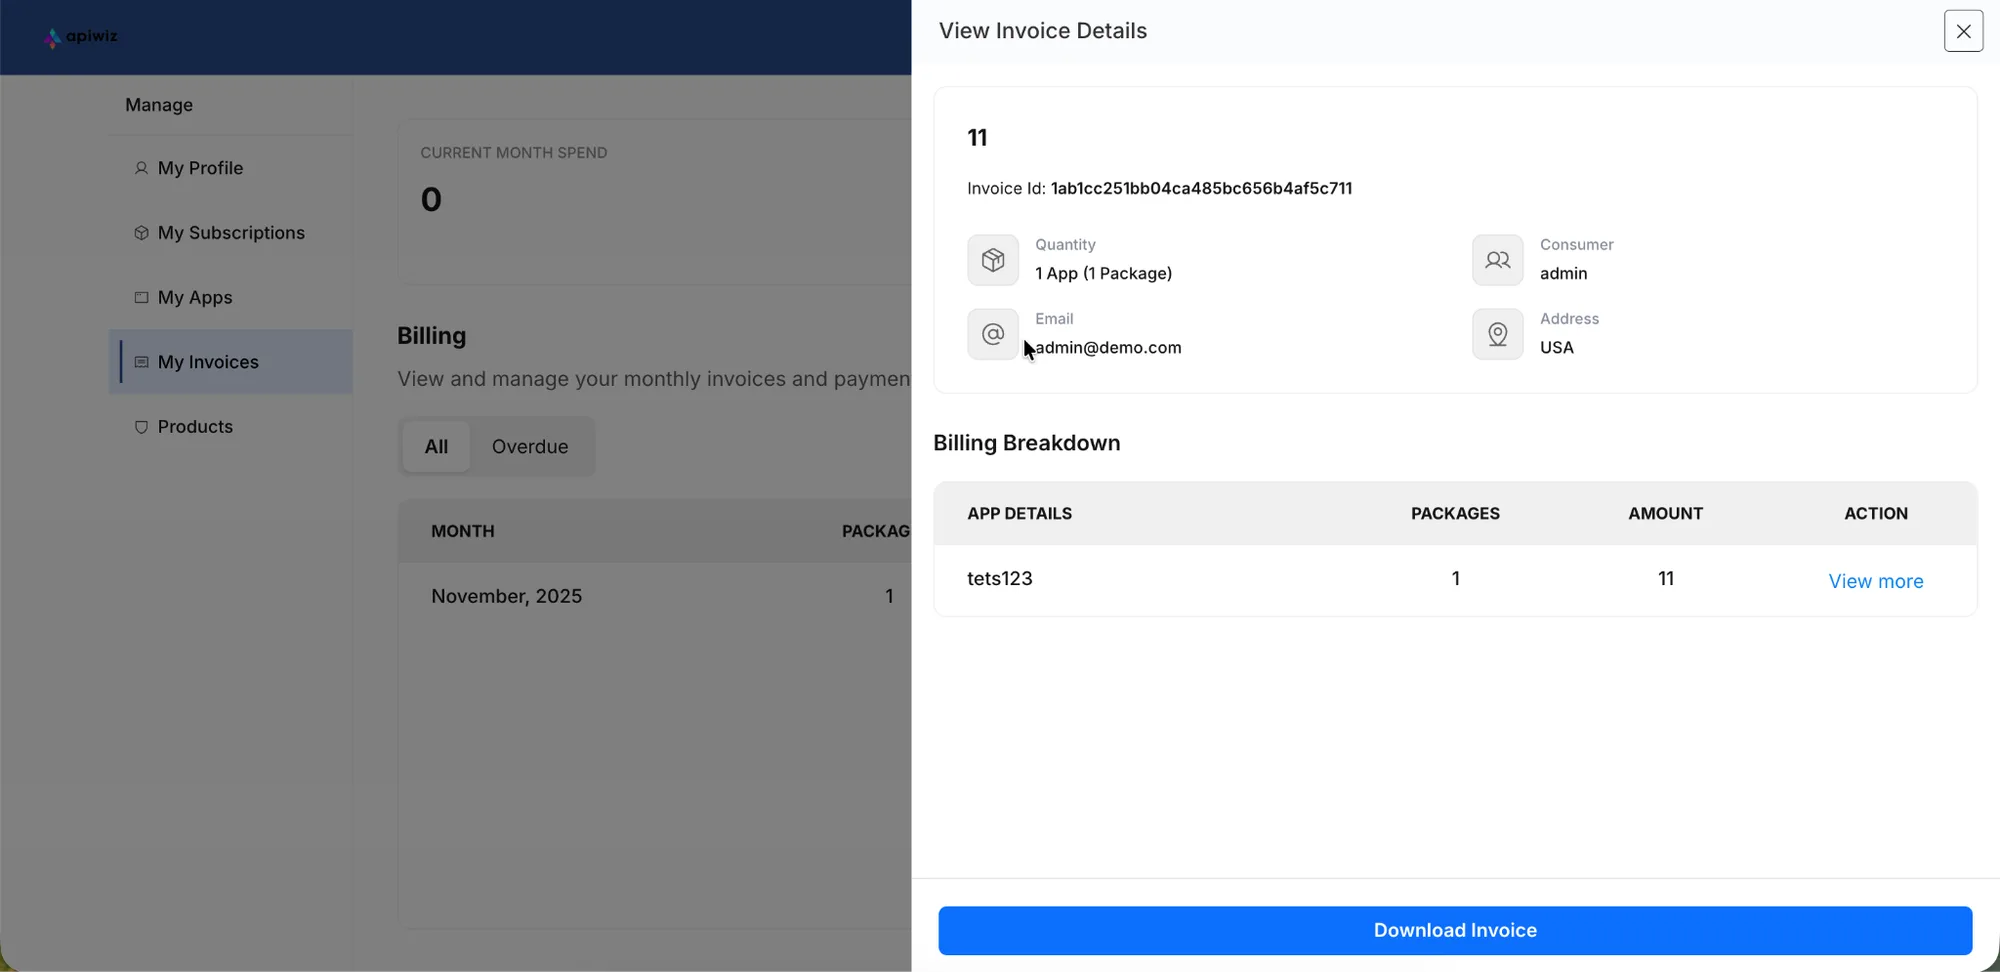 apiwiz
Manage
My Profile
My Subscriptions
My Apps
My Invoices
Products
CURRENT MONTH SPEND
0
Billing
View and manage your monthly invoices and paymen
All
Overdue
MONTH
PACKAG
November, 2025
1
View Invoice Details
11
Invoice Id: 1ab1cc251bb04ca485bc656b4af5c711
Quantity
1 App (1 Package)
Consumer
admin
Email
admin@demo.com
Address
USA
Billing Breakdown
APP DETAILS
PACKAGES
AMOUNT
ACTION
tets123
1
11
View more
Download Invoice